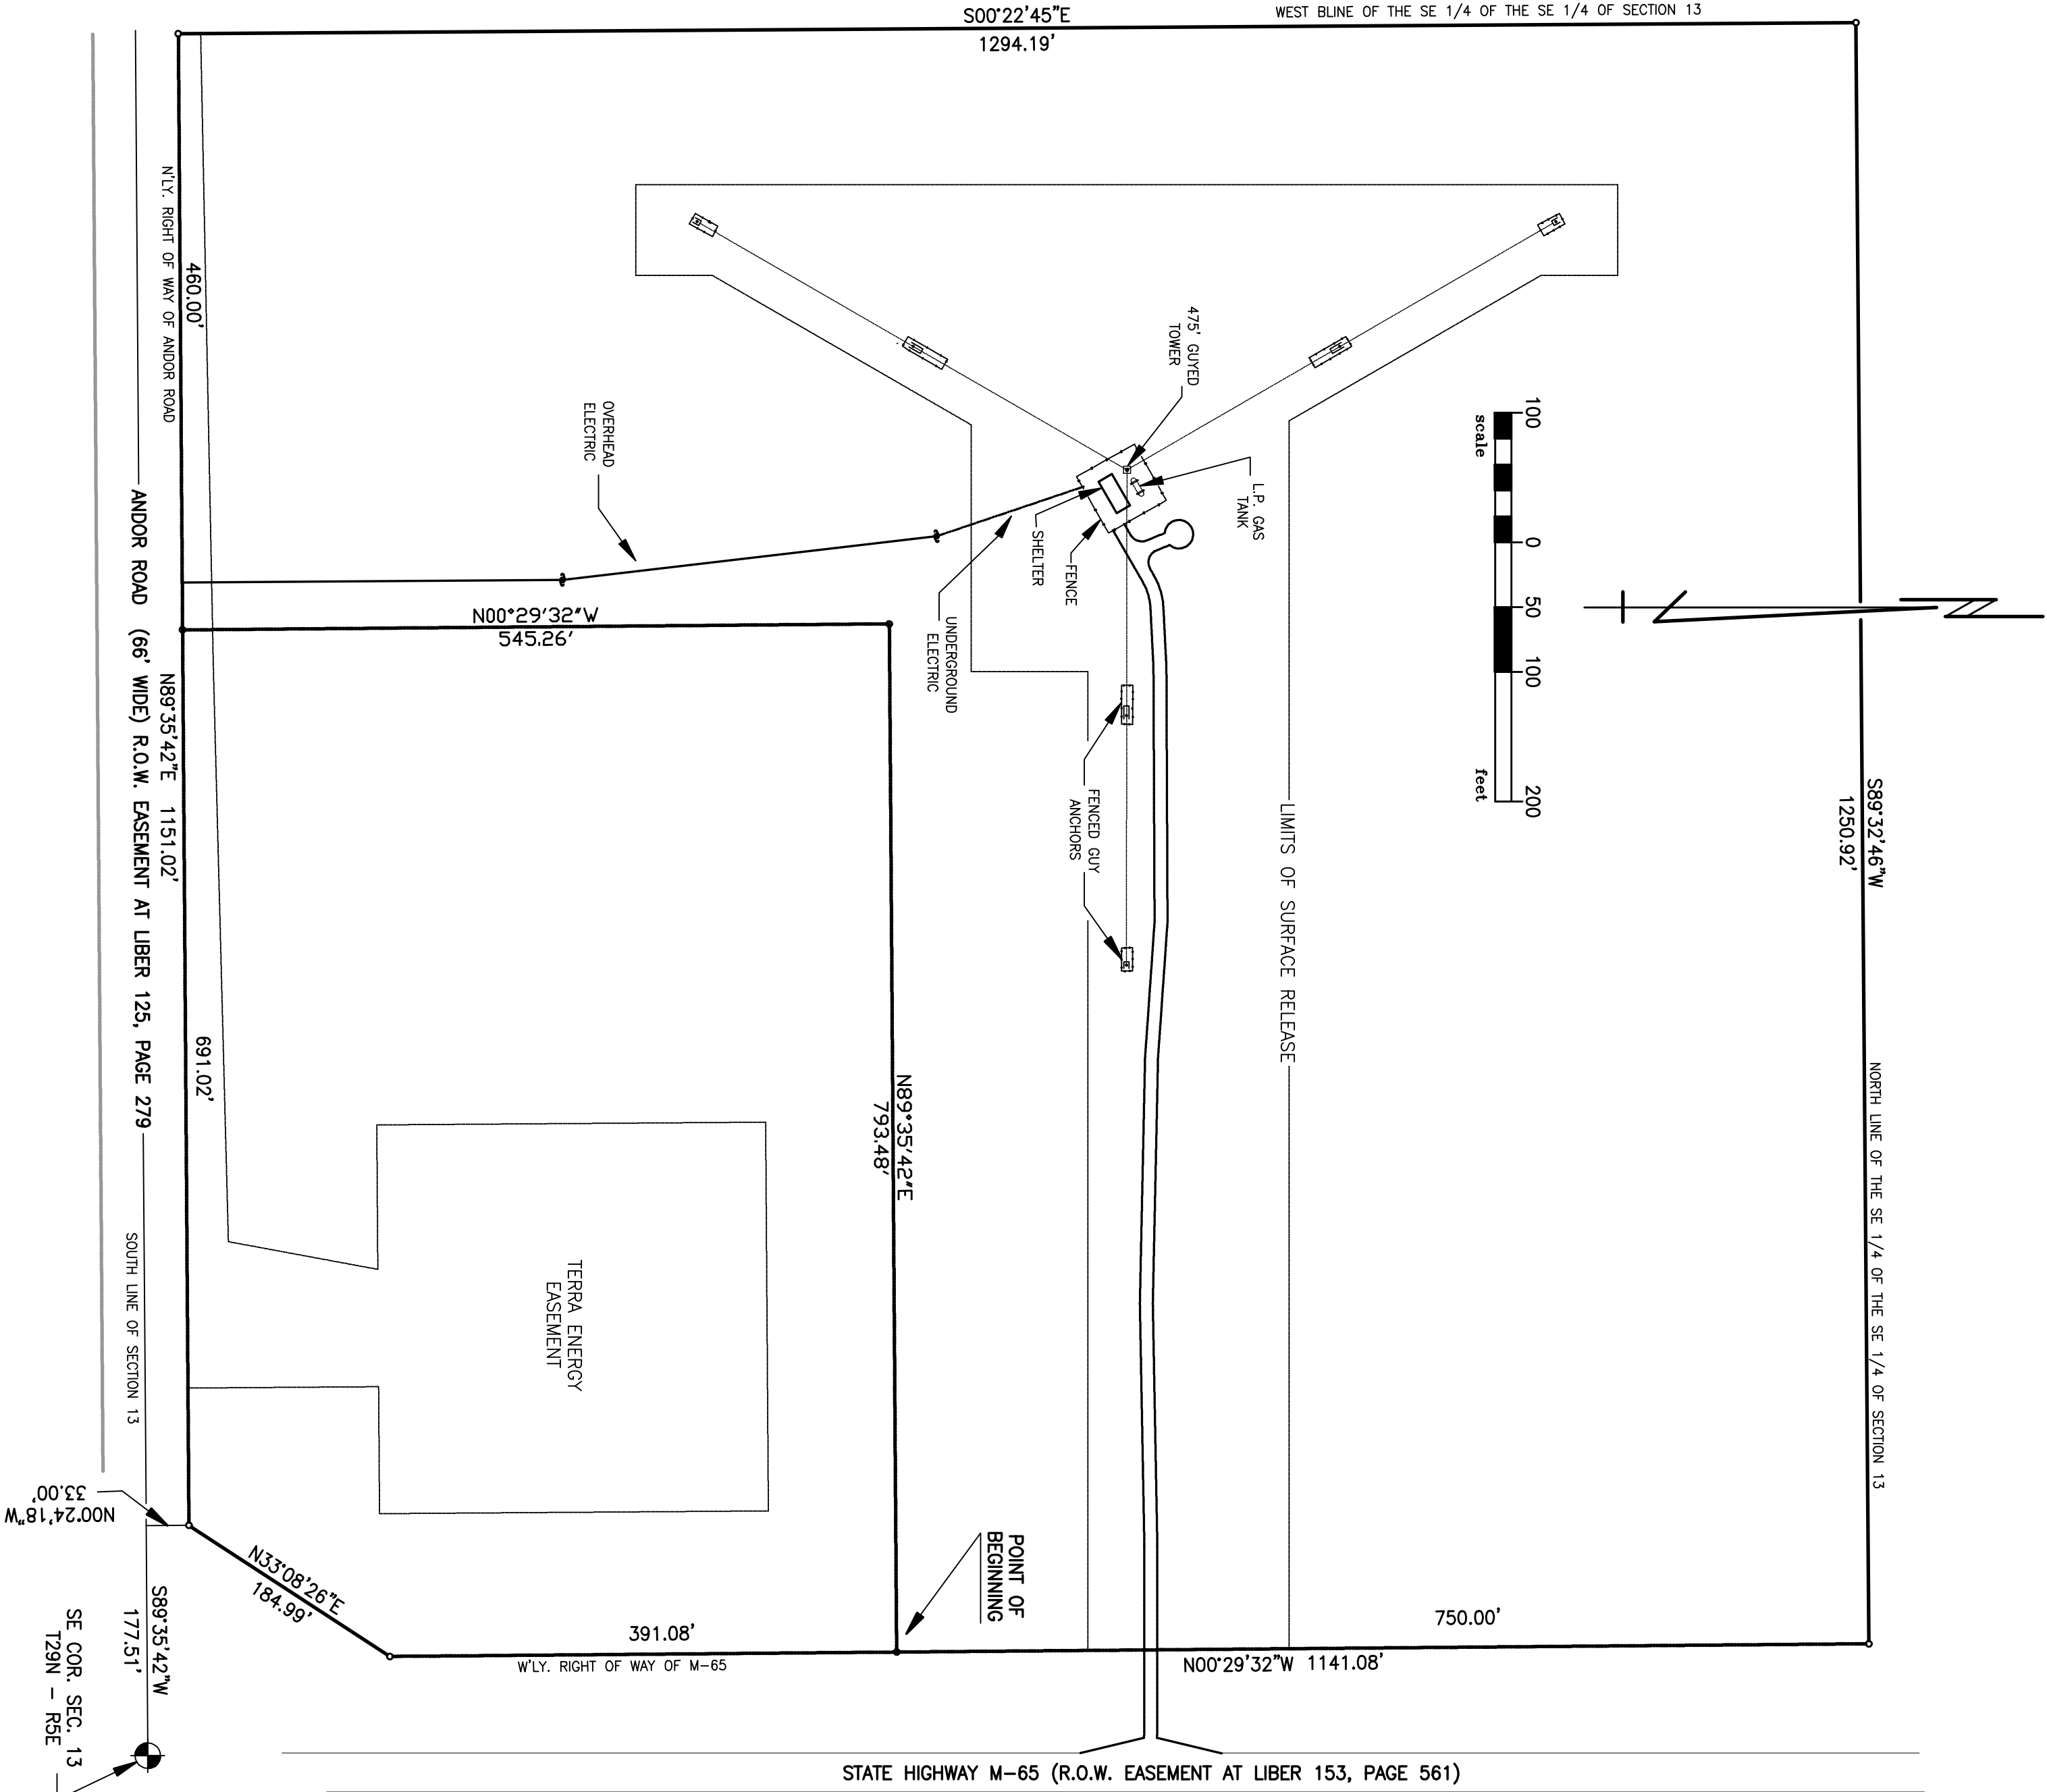 S00°22'45"E
1294.19'
WEST BLINE OF THE SE 1/4 OF THE SE 1/4 OF SECTION 13
N'LY. RIGHT OF WAY OF ANDOR ROAD
460.00'
475' GUYED
TOWER
L.P. GAS
TANK
SHELTER
FENCE
OVERHEAD
ELECTRIC
UNDERGROUND
ELECTRIC
100 0 50 100 200
scale feet
N
S89°32'46"W
1250.92'
NORTH LINE OF THE SE 1/4 OF THE SE 1/4 OF SECTION 13
LIMITS OF SURFACE RELEASE
FENCED GUY
ANCHORS
N00°29'32"W
545.26'
N89°35'42"E
793.48'
N89°35'42"E 1151.02'
ANDOR ROAD (66' WIDE) R.O.W. EASEMENT AT LIBER 125, PAGE 279
691.02'
SOUTH LINE OF SECTION 13
TERRA ENERGY
EASEMENT
POINT OF
BEGINNING
N00°24'18"W
33.00'
N33°08'26"E
184.99'
391.08'
W'LY. RIGHT OF WAY OF M-65
750.00'
N00°29'32"W 1141.08'
S89°35'42"W
177.51'
SE COR. SEC. 13
T29N - R5E
STATE HIGHWAY M-65 (R.O.W. EASEMENT AT LIBER 153, PAGE 561)